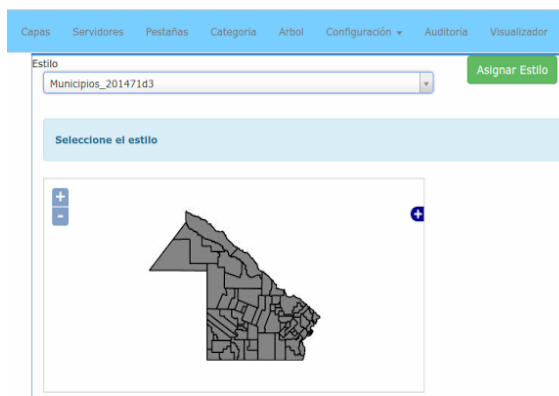 Capas Servidores Pestañas Categoria Arbol Configuración Auditoría Visualizador
Estilo
Asignar Estilo
Municipios_201471d3
Seleccione el estilo
+
-
+